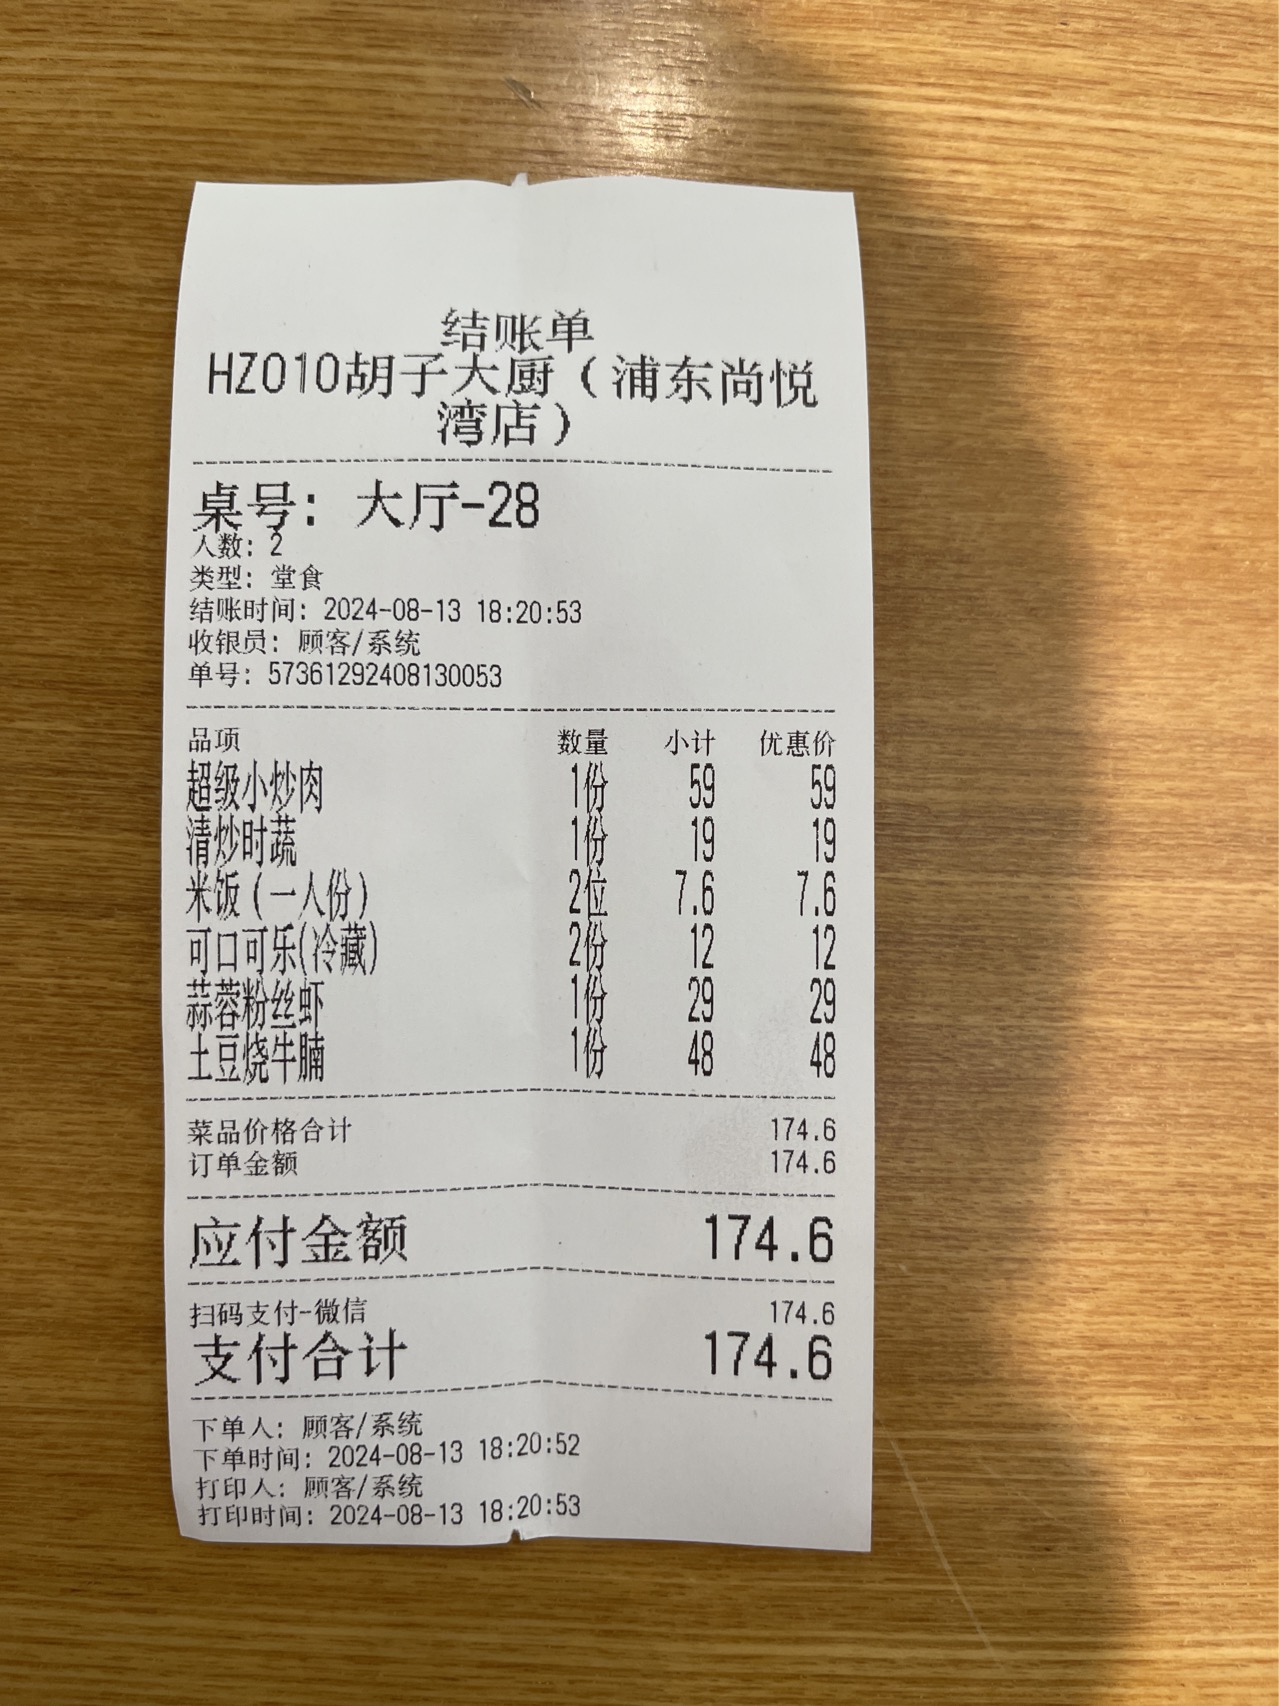 结账单
HZ010胡子大厨（浦东尚悦
湾店）
桌号：大厅-28
人数：2
类型：堂食
结账时间：2024-08-13 18:20:53
收银员：顾客/系统
单号：57361292408130053
品项 数量 小计 优惠价
超级小炒肉 1份 59 59
清炒时蔬 1份 19 19
米饭（一人份） 2位 7.6 7.6
可口可乐(冷藏) 2份 12 12
蒜蓉粉丝虾 1份 29 29
土豆烧牛腩 1份 48 48
菜品价格合计 174.6
订单金额 174.6
应付金额 174.6
扫码支付-微信 174.6
支付合计 174.6
下单人：顾客/系统
下单时间：2024-08-13 18:20:52
打印人：顾客/系统
打印时间：2024-08-13 18:20:53